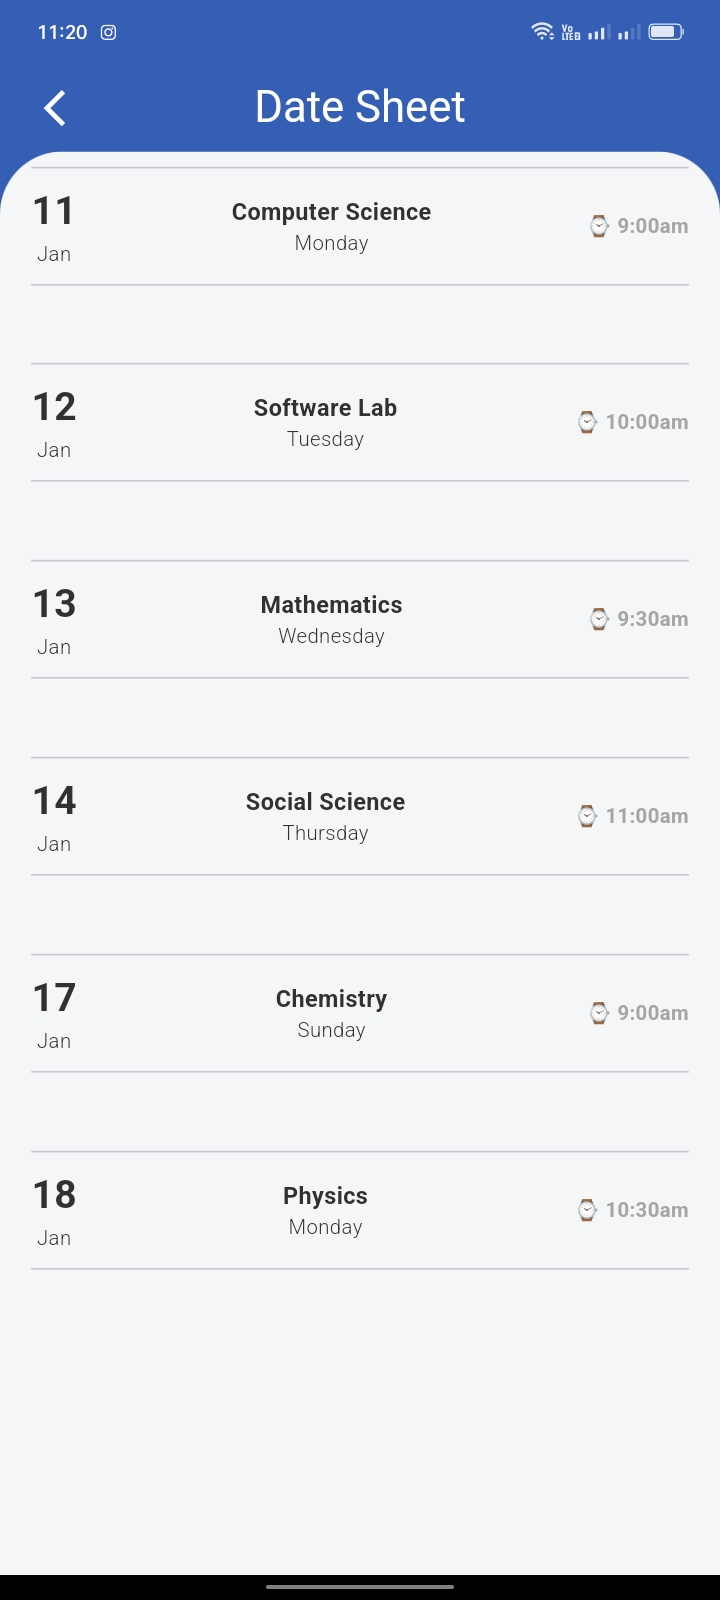 11:20
Vo
LTE 2
Date Sheet
11
Jan
Computer Science
Monday
9:00am
12
Jan
Software Lab
Tuesday
10:00am
13
Jan
Mathematics
Wednesday
9:30am
14
Jan
Social Science
Thursday
11:00am
17
Jan
Chemistry
Sunday
9:00am
18
Jan
Physics
Monday
10:30am